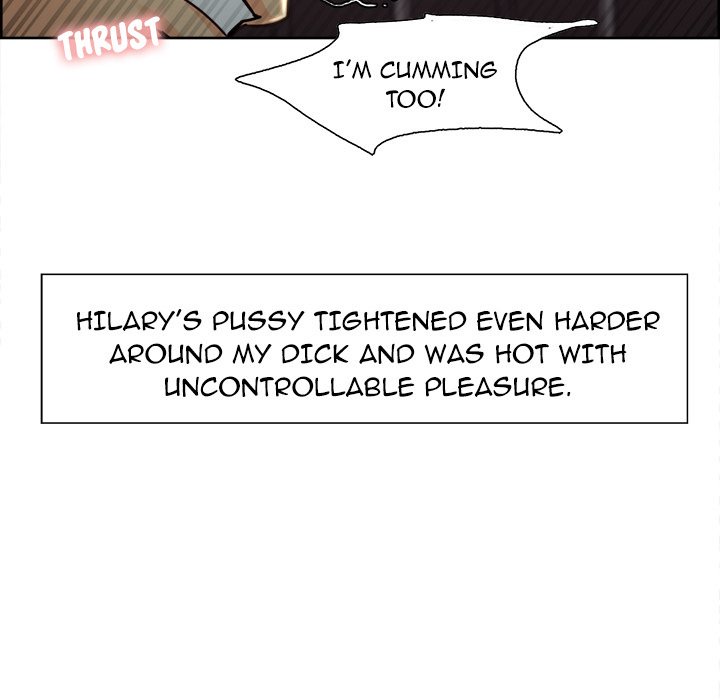 THRUST
I'M CUMMING
TOO!
HILARY'S PUSSY TIGHTENED EVEN HARDER
AROUND MY DICK AND WAS HOT WITH
UNCONTROLLABLE PLEASURE.